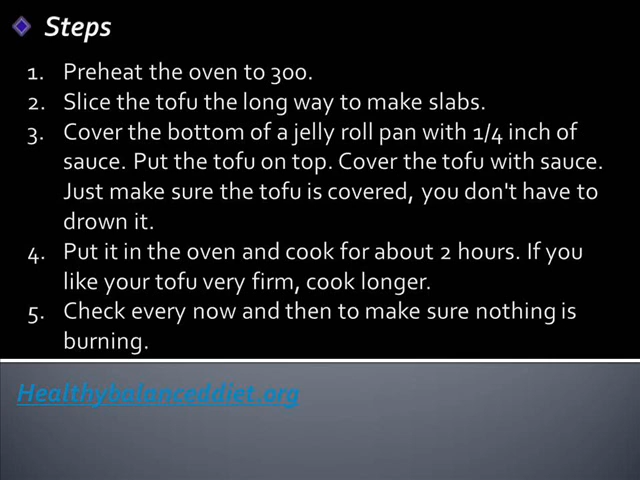 Steps
1. Preheat the oven to 300.
2. Slice the tofu the long way to make slabs.
3. Cover the bottom of a jelly roll pan with 1/4 inch of
sauce. Put the tofu on top. Cover the tofu with sauce.
Just make sure the tofu is covered, you don't have to
drown it.
4. Put it in the oven and cook for about 2 hours. If you
like your tofu very firm, cook longer.
5. Check every now and then to make sure nothing is
burning.
Healthybalanceddiet.org